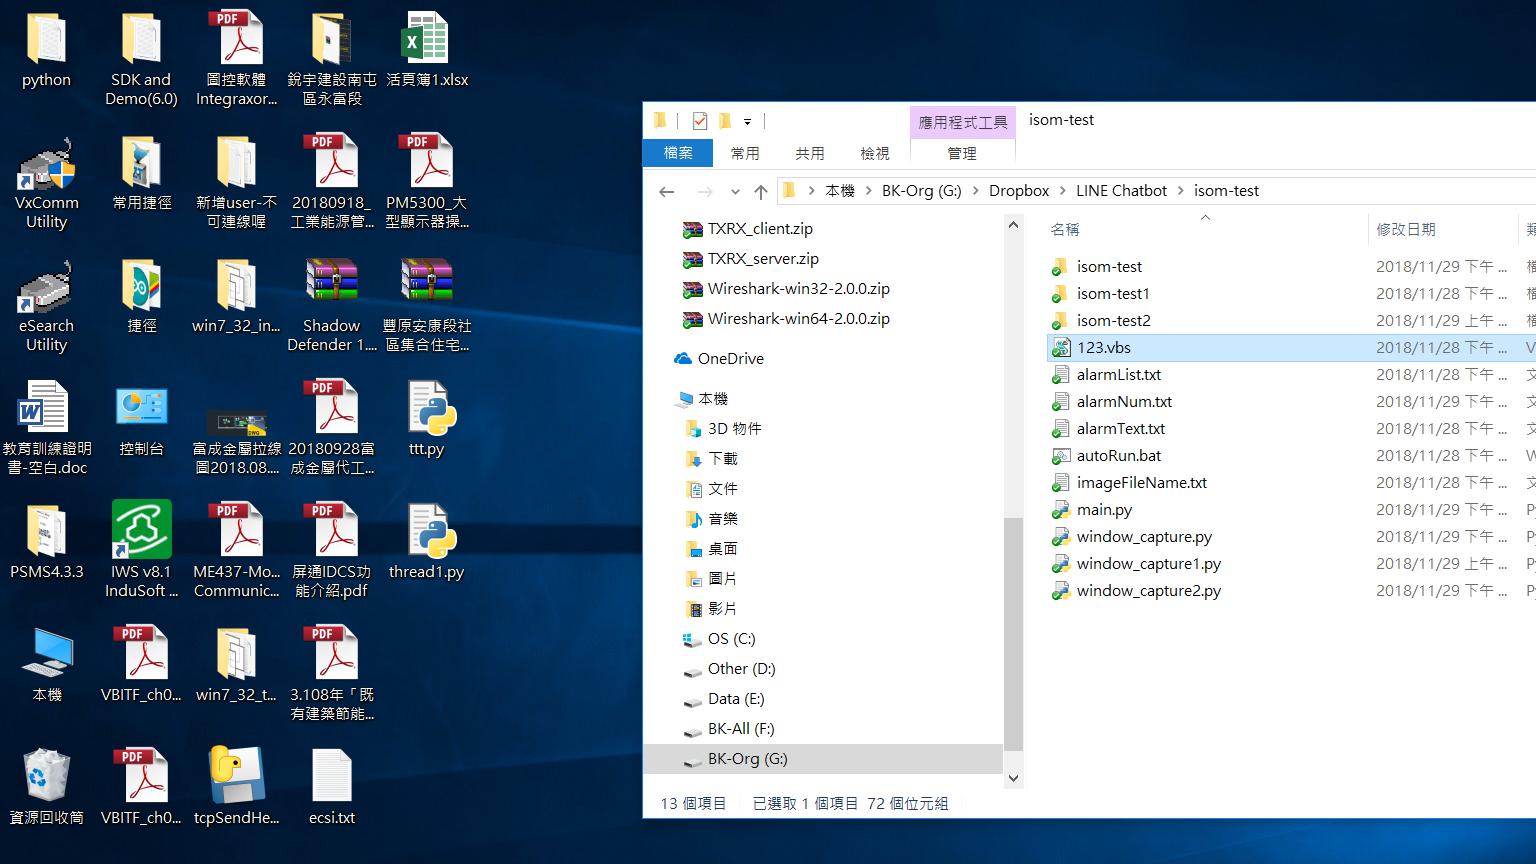 python
SDK and
Demo(6.0)
圖控軟體
Integraxor...
銳宇建設南屯
區永富段
活頁簿1.xlsx
VxComm
Utility
常用捷徑
新增user-不
可連線喔
20180918_
工業能源管...
PM5300_大
型顯示器操...
eSearch
Utility
捷徑
win7_32_in...
Shadow
Defender 1....
豐原安康段社
區集合住宅...
教育訓練證明
書-空白.doc
控制台
富成金屬拉線
圖2018.08....
20180928富
成金屬代工...
ttt.py
PSMS4.3.3
IWS v8.1
InduSoft ...
ME437-Mo...
Communic...
屏通IDCS功
能介紹.pdf
thread1.py
本機
VBITF_ch0...
win7_32_t...
3.108年「既
有建築節能...
資源回收筒
VBITF_ch0...
tcpSendHe...
ecsi.txt
應用程式工具
isom-test
檔案
常用
共用
檢視
管理
本機 > BK-Org (G:) > Dropbox > LINE Chatbot > isom-test
TXRX_client.zip
TXRX_server.zip
Wireshark-win32-2.0.0.zip
Wireshark-win64-2.0.0.zip
OneDrive
本機
3D 物件
下載
文件
音樂
桌面
圖片
影片
OS (C:)
Other (D:)
Data (E:)
BK-All (F:)
BK-Org (G:)
名稱 修改日期
isom-test 2018/11/29 下午 ...
isom-test1 2018/11/28 下午 ...
isom-test2 2018/11/29 上午 ...
123.vbs 2018/11/28 下午 ...
alarmList.txt 2018/11/28 下午 ...
alarmNum.txt 2018/11/28 下午 ...
alarmText.txt 2018/11/28 下午 ...
autoRun.bat 2018/11/28 下午 ...
imageFileName.txt 2018/11/28 下午 ...
main.py 2018/11/28 下午 ...
window_capture.py 2018/11/29 下午 ...
window_capture1.py 2018/11/29 上午 ...
window_capture2.py 2018/11/29 下午 ...
13 個項目 已選取 1 個項目 72 個位元組